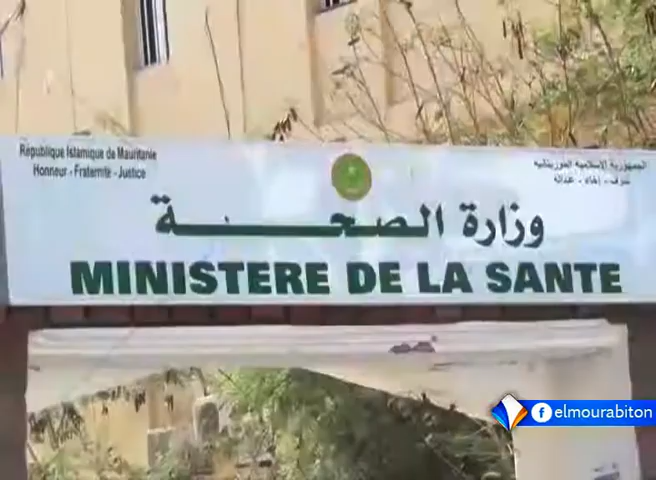 République Islamique de Mauritanie
Honneur - Fraternité - Justice
الجمهورية الإسلامية الموريتانية
شرف - إخاء - عدالة
وزارة الصحة
MINISTERE DE LA SANTE
elmourabiton